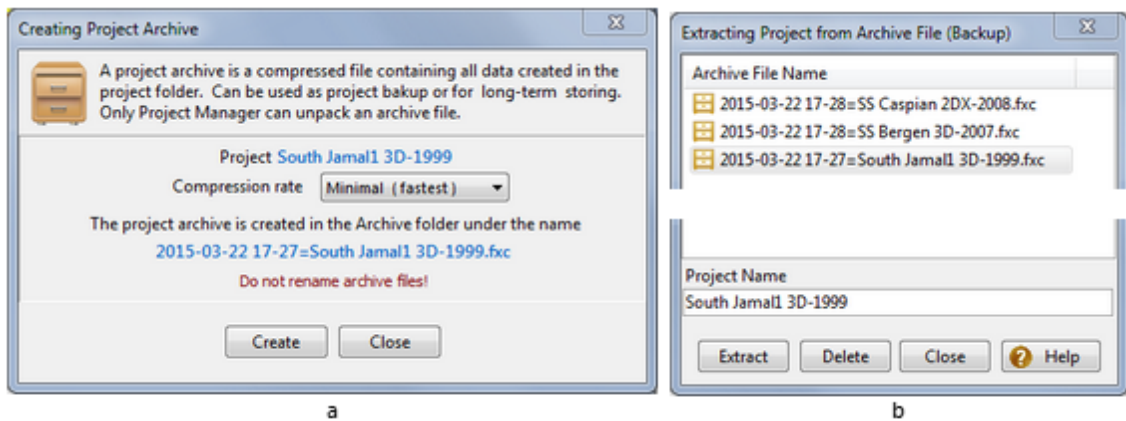 Creating Project Archive
A project archive is a compressed file containing all data created in the
project folder. Can be used as project bakup or for long-term storing.
Only Project Manager can unpack an archive file.
Project South Jamal1 3D-1999
Compression rate Minimal (fastest)
The project archive is created in the Archive folder under the name
2015-03-22 17-27=South Jamal1 3D-1999.fxc
Do not rename archive files!
Create Close
a
Extracting Project from Archive File (Backup)
Archive File Name
2015-03-22 17-28=SS Caspian 2DX-2008.fxc
2015-03-22 17-28=SS Bergen 3D-2007.fxc
2015-03-22 17-27=South Jamal1 3D-1999.fxc
Project Name
South Jamal1 3D-1999
Extract Delete Close ? Help
b